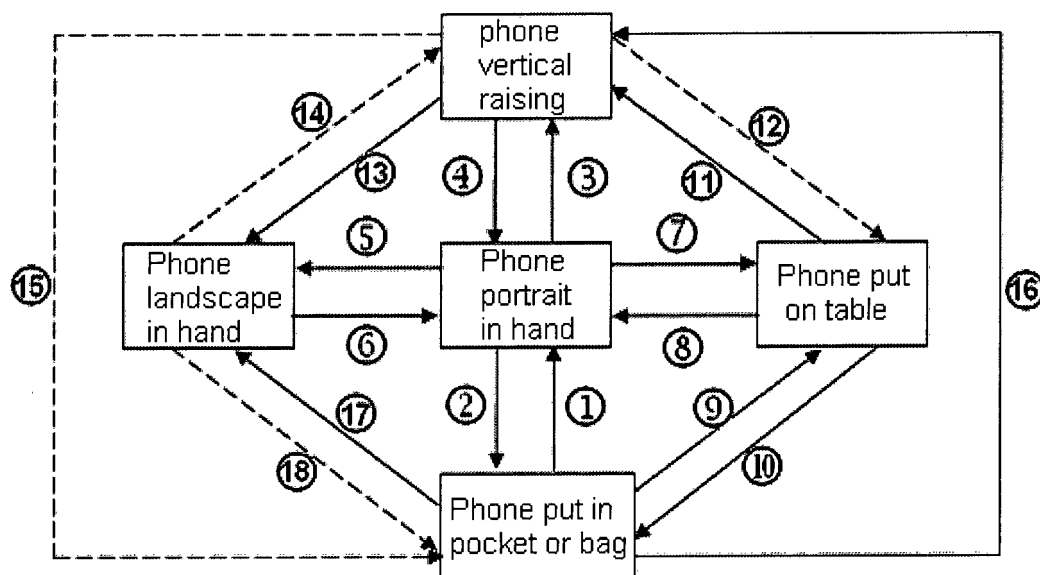 phone
vertical
raising
14
12
13
4
3
11
5
7
Phone
landscape
in hand
Phone
portrait
in hand
Phone put
on table
15
16
6
8
17
2
1
9
18
10
Phone put in
pocket or bag